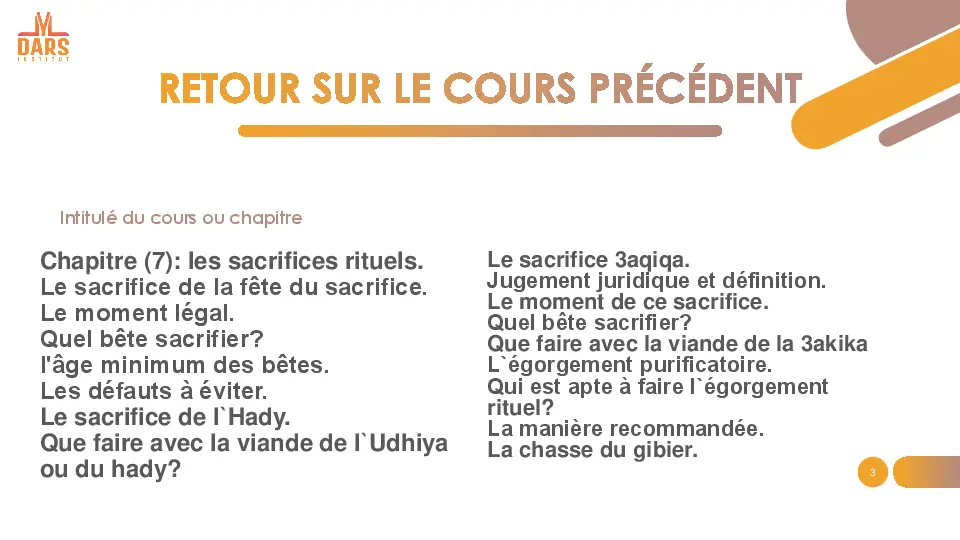 DARS
INSTITUT
RETOUR SUR LE COURS PRÉCÉDENT
Intitulé du cours ou chapitre
Chapitre (7): les sacrifices rituels.
Le sacrifice de la fête du sacrifice.
Le moment légal.
Quel bête sacrifier?
l'âge minimum des bêtes.
Les défauts à éviter.
Le sacrifice de l`Hady.
Que faire avec la viande de l`Udhiya
ou du hady?
Le sacrifice 3aqiqa.
Jugement juridique et définition.
Le moment de ce sacrifice.
Quel bête sacrifier?
Que faire avec la viande de la 3akika
L`égorgement purificatoire.
Qui est apte à faire l`égorgement
rituel?
La manière recommandée.
La chasse du gibier.
3